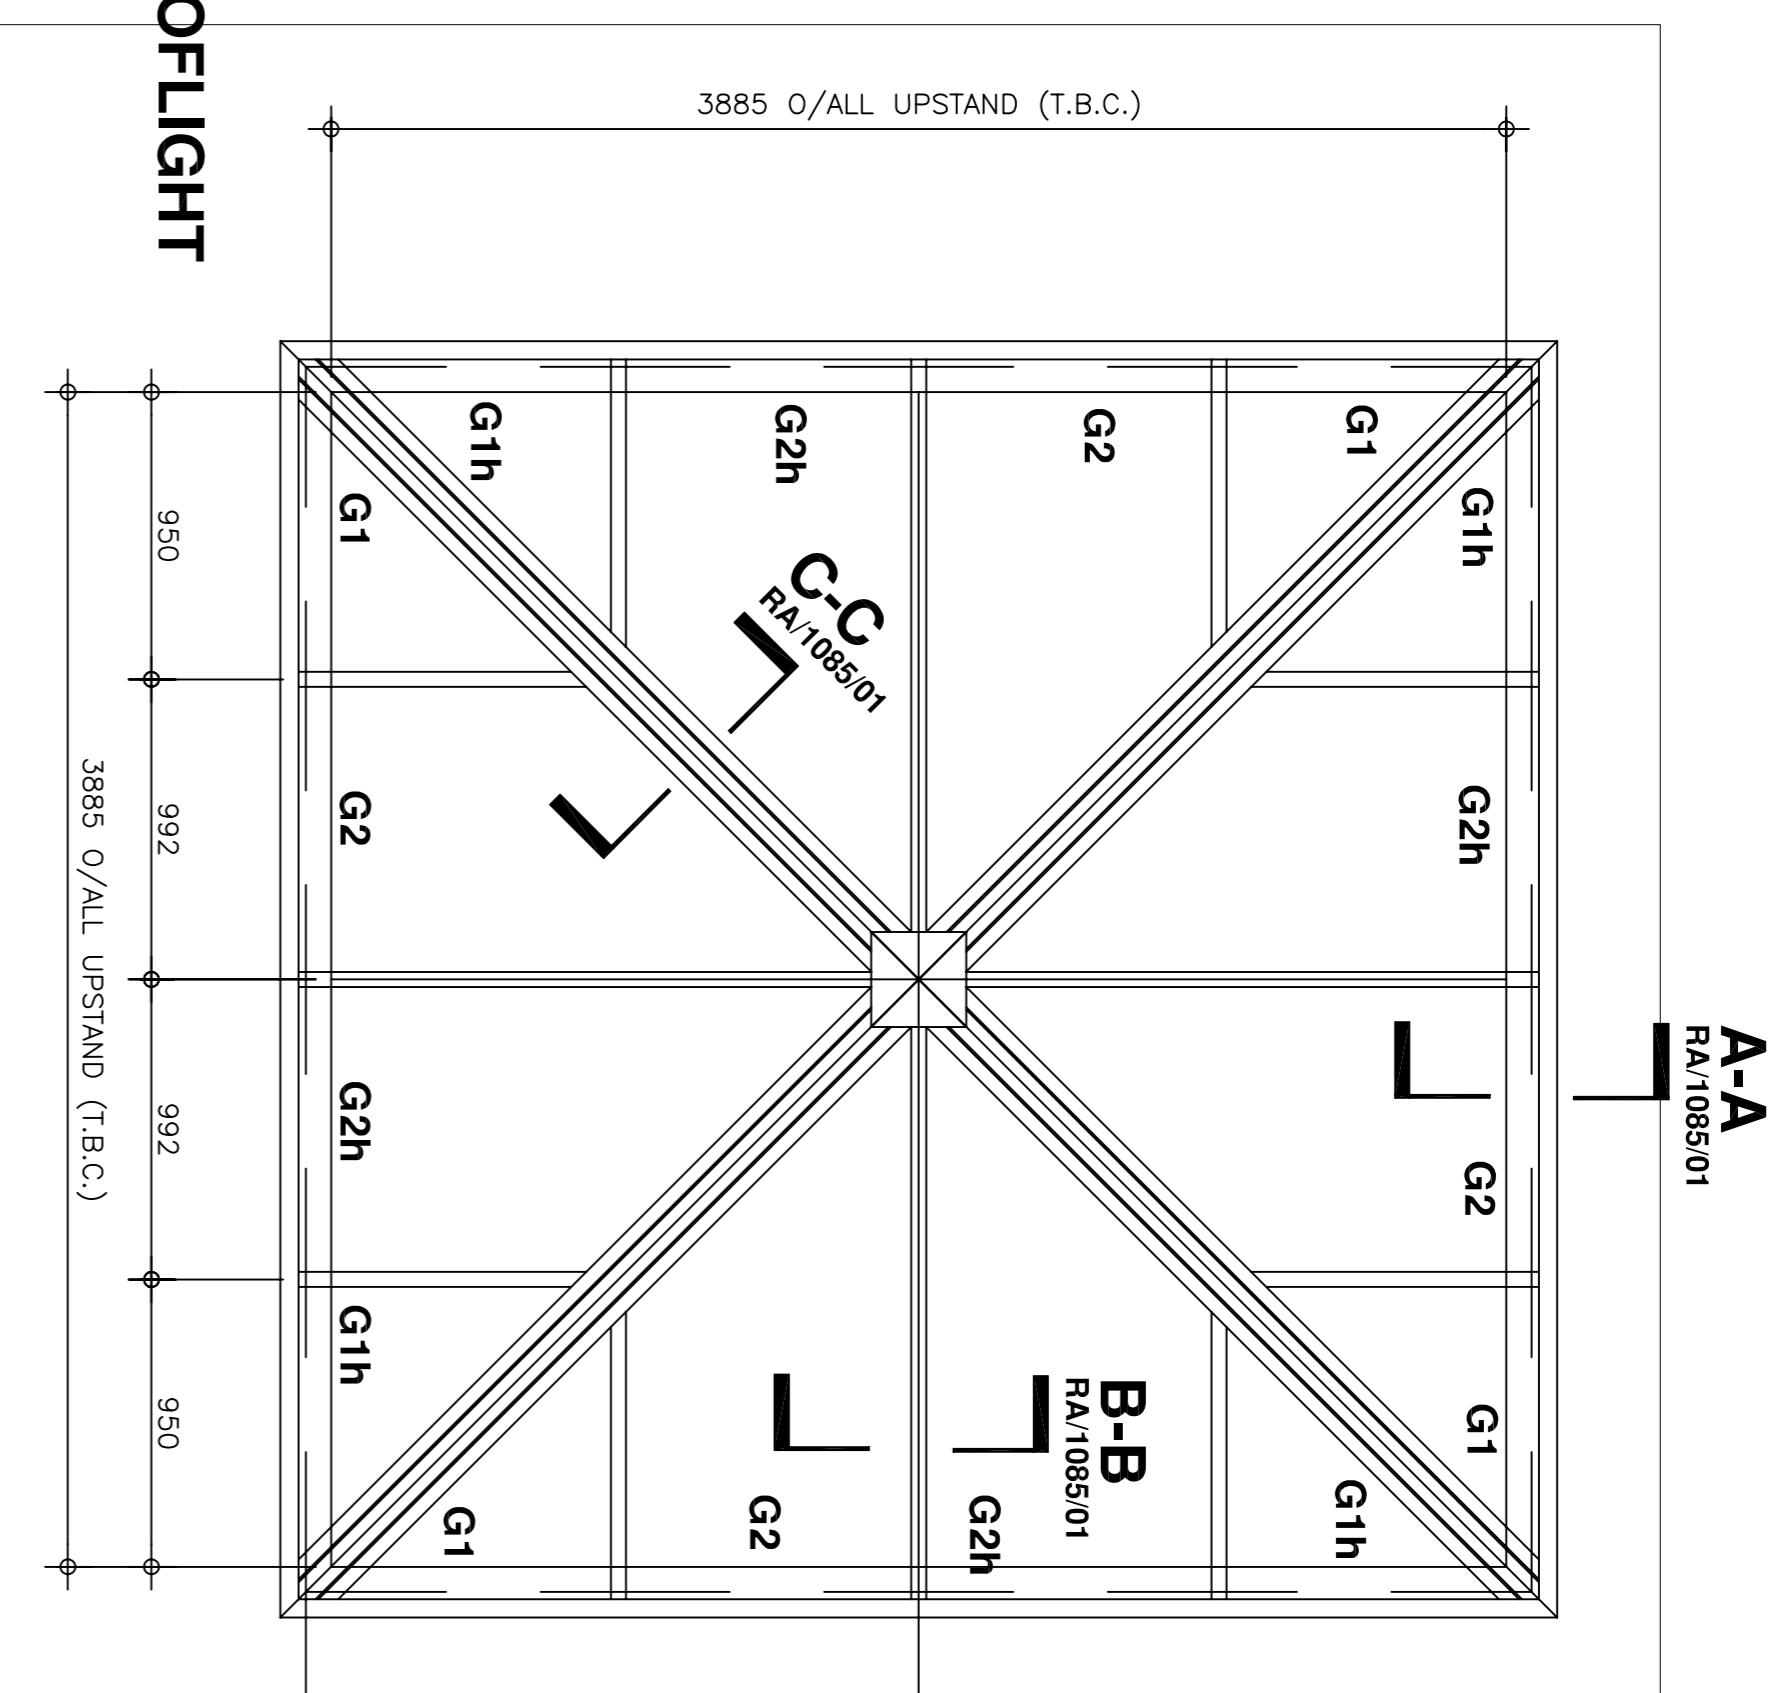 OFLIGHT
3885 O/ALL UPSTAND (T.B.C.)
G1h
G2h
G2
G1
G1
G1h
950
C-C
RA/1085/01
992
G2
G2h
3885 O/ALL UPSTAND (T.B.C.)
A-A
RA/1085/01
992
G2h
G2
G1h
950
G1
B-B
RA/1085/01
G1
G2
G2h
G1h